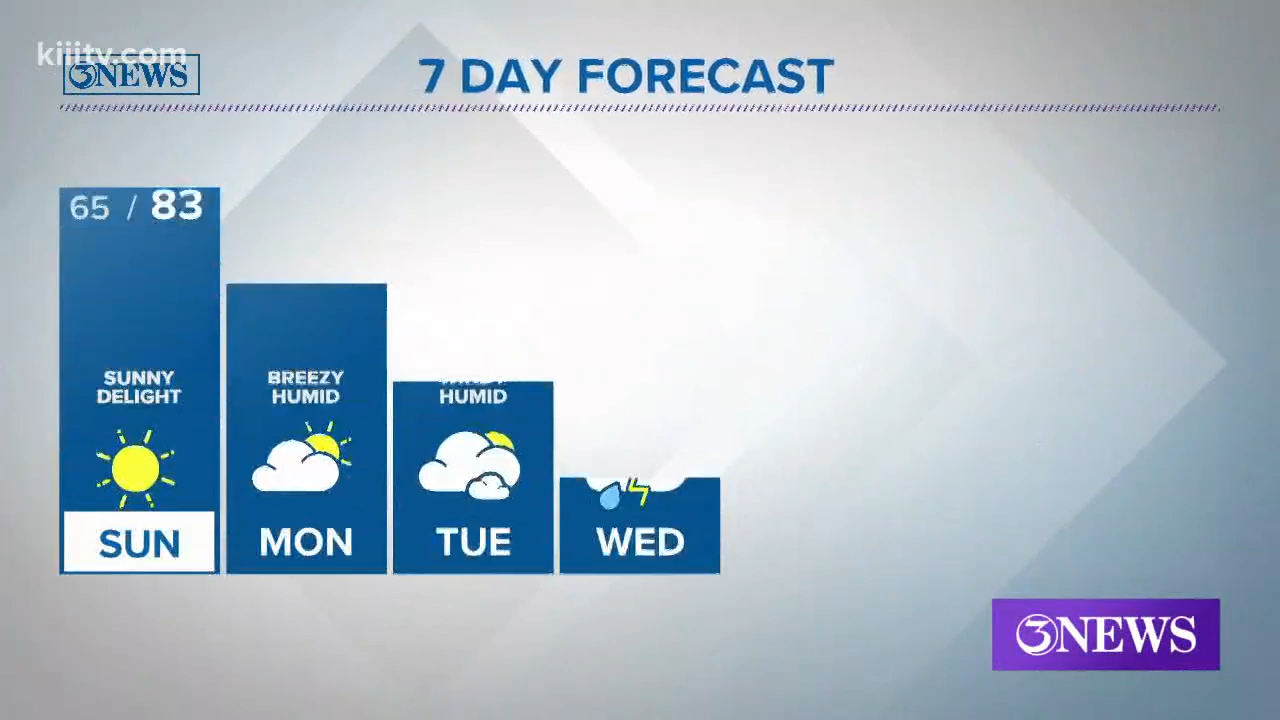 kiiitv.com
3NEWS
7 DAY FORECAST
65 / 83
SUNNY
DELIGHT
SUN
BREEZY
HUMID
MON
HUMID
TUE
WED
3NEWS